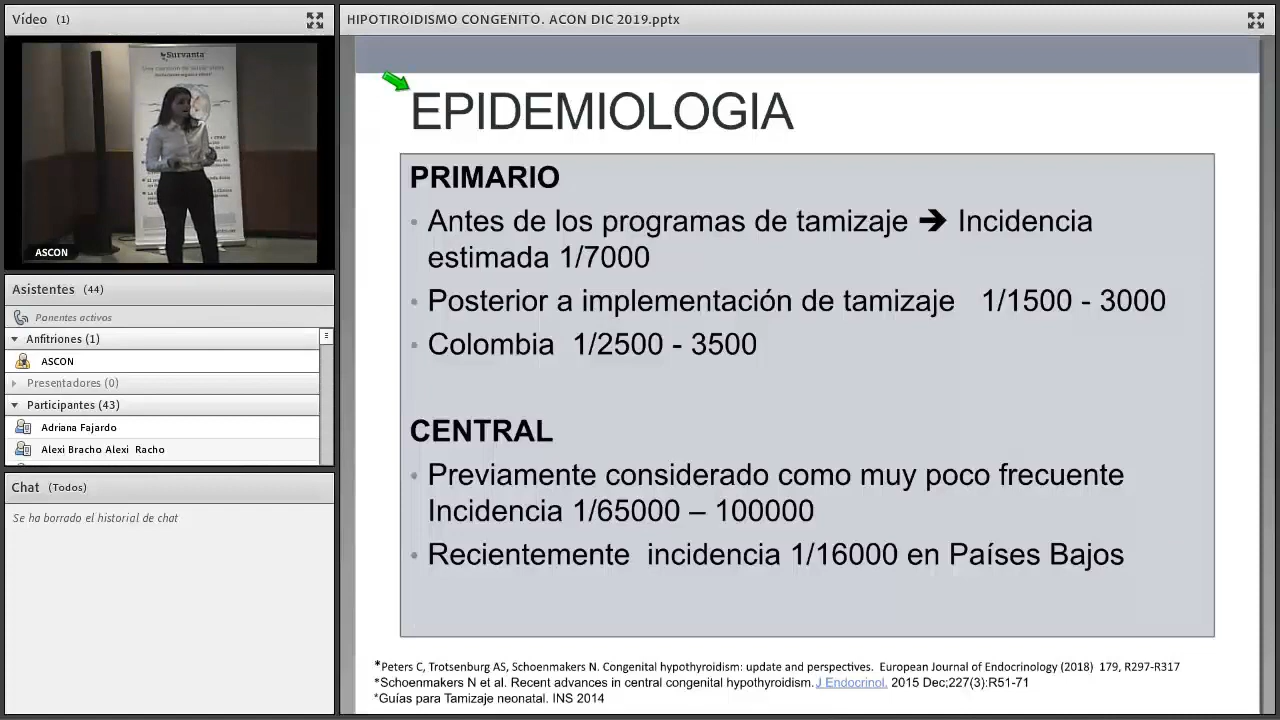 Vídeo (1)
Survanta
ASCON
Asistentes (44)
Ponentes activos
Anfitriones (1)
ASCON
Presentadores (0)
Participantes (43)
Adriana Fajardo
Alexi Bracho Alexi Racho
Chat (Todos)
Se ha borrado el historial de chat
HIPOTIROIDISMO CONGENITO. ACON DIC 2019.pptx
EPIDEMIOLOGIA
PRIMARIO
• Antes de los programas de tamizaje ➔ Incidencia
estimada 1/7000
• Posterior a implementación de tamizaje 1/1500 - 3000
• Colombia 1/2500 - 3500
CENTRAL
• Previamente considerado como muy poco frecuente
Incidencia 1/65000 – 100000
• Recientemente incidencia 1/16000 en Países Bajos
*Peters C, Trotsenburg AS, Schoenmakers N. Congenital hypothyroidism: update and perspectives. European Journal of Endocrinology (2018) 179, R297-R317
*Schoenmakers N et al. Recent advances in central congenital hypothyroidism. J Endocrinol. 2015 Dec;227(3):R51-71
*Guías para Tamizaje neonatal. INS 2014